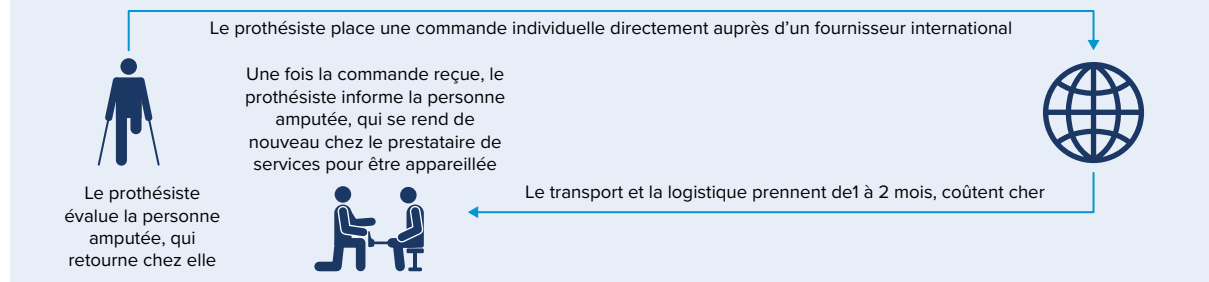 Le prothésiste place une commande individuelle directement auprès d'un fournisseur international
Une fois la commande reçue, le
prothésiste informe la personne
amputée, qui se rend de
nouveau chez le prestataire de
services pour être appareillée
Le prothésiste
évalue la personne
amputée, qui
retourne chez elle
Le transport et la logistique prennent de1 à 2 mois, coûtent cher